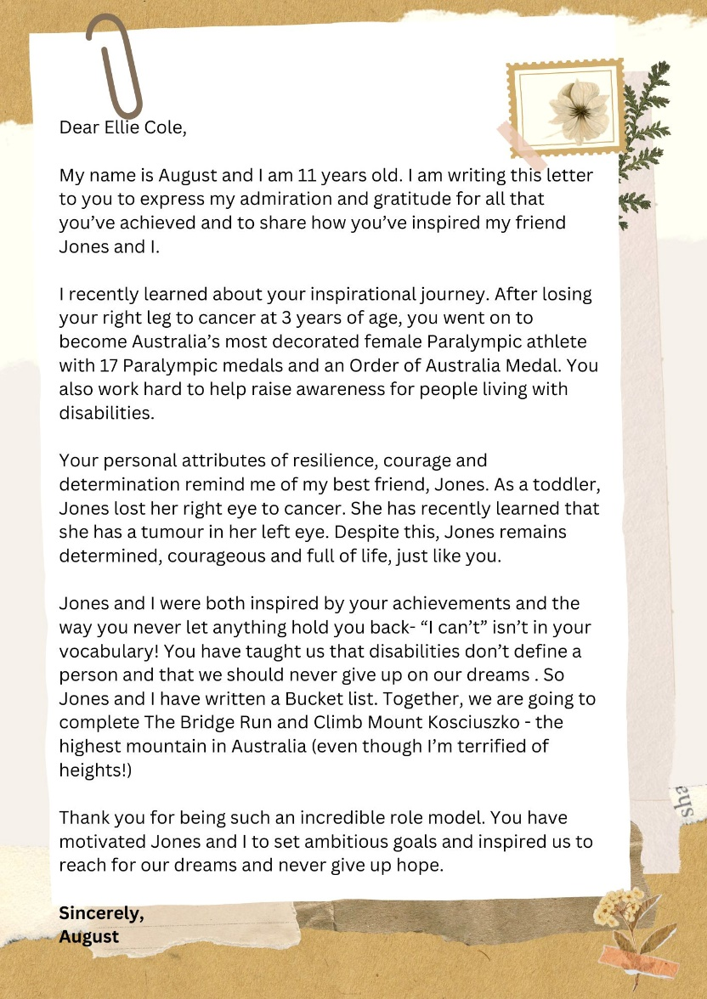 Dear Ellie Cole,
My name is August and I am 11 years old. I am writing this letter
to you to express my admiration and gratitude for all that
you’ve achieved and to share how you’ve inspired my friend
Jones and I.
I recently learned about your inspirational journey. After losing
your right leg to cancer at 3 years of age, you went on to
become Australia’s most decorated female Paralympic athlete
with 17 Paralympic medals and an Order of Australia Medal. You
also work hard to help raise awareness for people living with
disabilities.
Your personal attributes of resilience, courage and
determination remind me of my best friend, Jones. As a toddler,
Jones lost her right eye to cancer. She has recently learned that
she has a tumour in her left eye. Despite this, Jones remains
determined, courageous and full of life, just like you.
Jones and I were both inspired by your achievements and the
way you never let anything hold you back- “I can’t” isn’t in your
vocabulary! You have taught us that disabilities don’t define a
person and that we should never give up on our dreams . So
Jones and I have written a Bucket list. Together, we are going to
complete The Bridge Run and Climb Mount Kosciuszko - the
highest mountain in Australia (even though I’m terrified of
heights!)
Thank you for being such an incredible role model. You have
motivated Jones and I to set ambitious goals and inspired us to
reach for our dreams and never give up hope.
Sincerely,
August